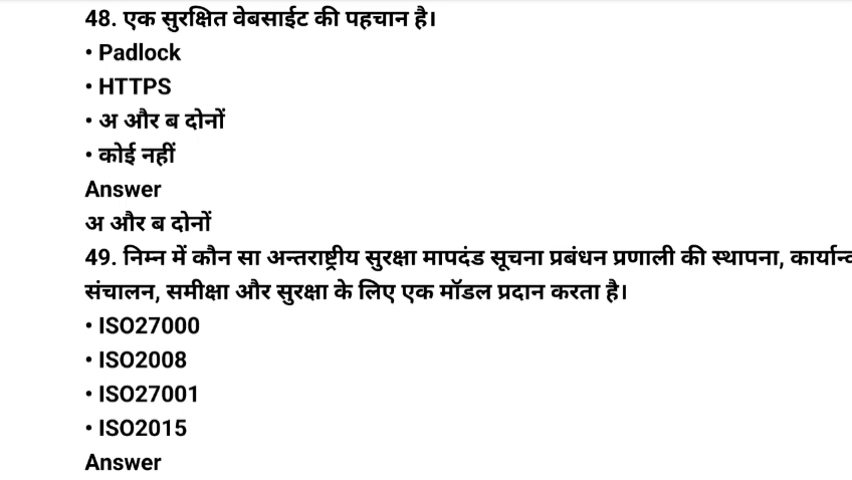 48. एक सुरक्षित वेबसाईट की पहचान है।
• Padlock
• HTTPS
• अ और ब दोनों
• कोई नहीं
Answer
अ और ब दोनों
49. निम्न में कौन सा अन्तराष्ट्रीय सुरक्षा मापदंड सूचना प्रबंधन प्रणाली की स्थापना,
संचालन, समीक्षा और सुरक्षा के लिए एक मॉडल प्रदान करता है।
• ISO27000
• ISO2008
• ISO27001
• ISO2015
Answer